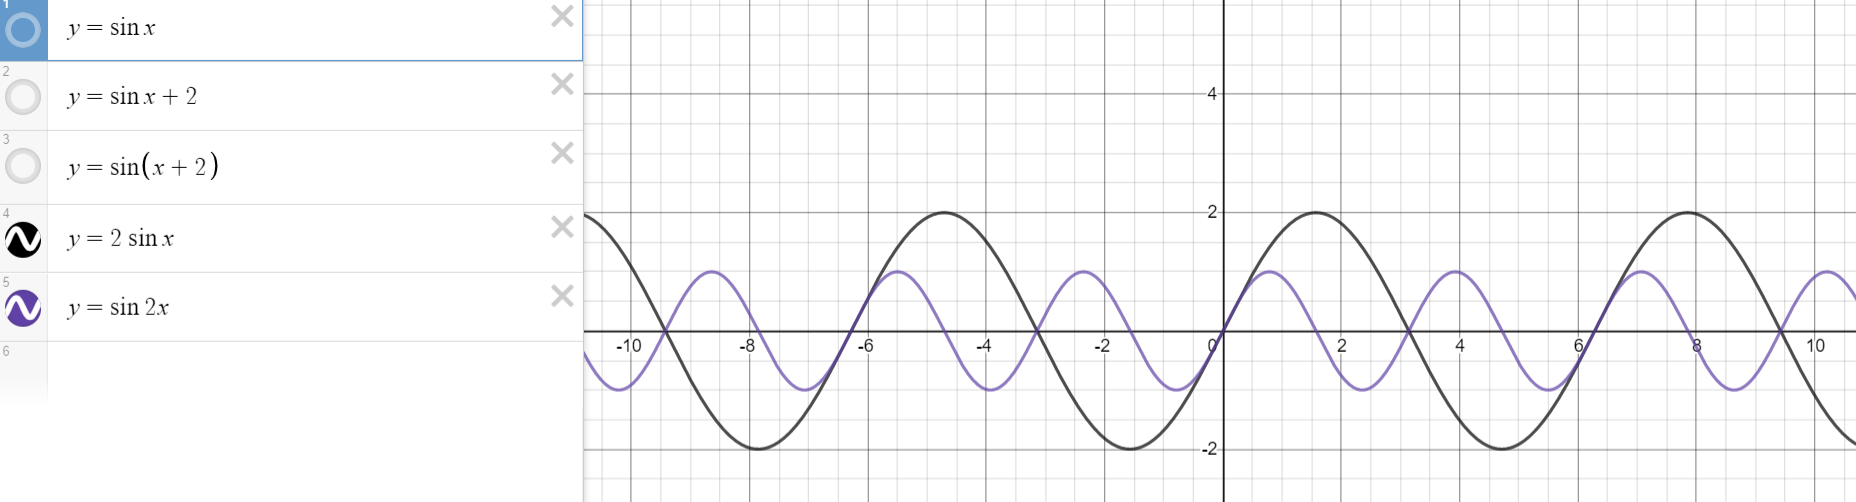 1
y = sin x
2
y = sin x + 2
3
y = sin(x + 2)
4
y = 2 sin x
5
y = sin 2x
6
4
2
-10 -8 -6 -4 -2 0 2 4 6 8 10
-2